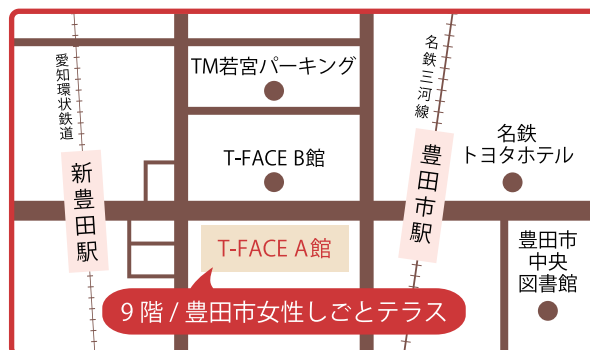 愛知環状鉄道
新豊田駅
TM若宮パーキング
T-FACE B館
T-FACE A館
9階 / 豊田市女性しごとテラス
名鉄三河線
豊田市駅
名鉄
トヨタホテル
豊田市
中央
図書館